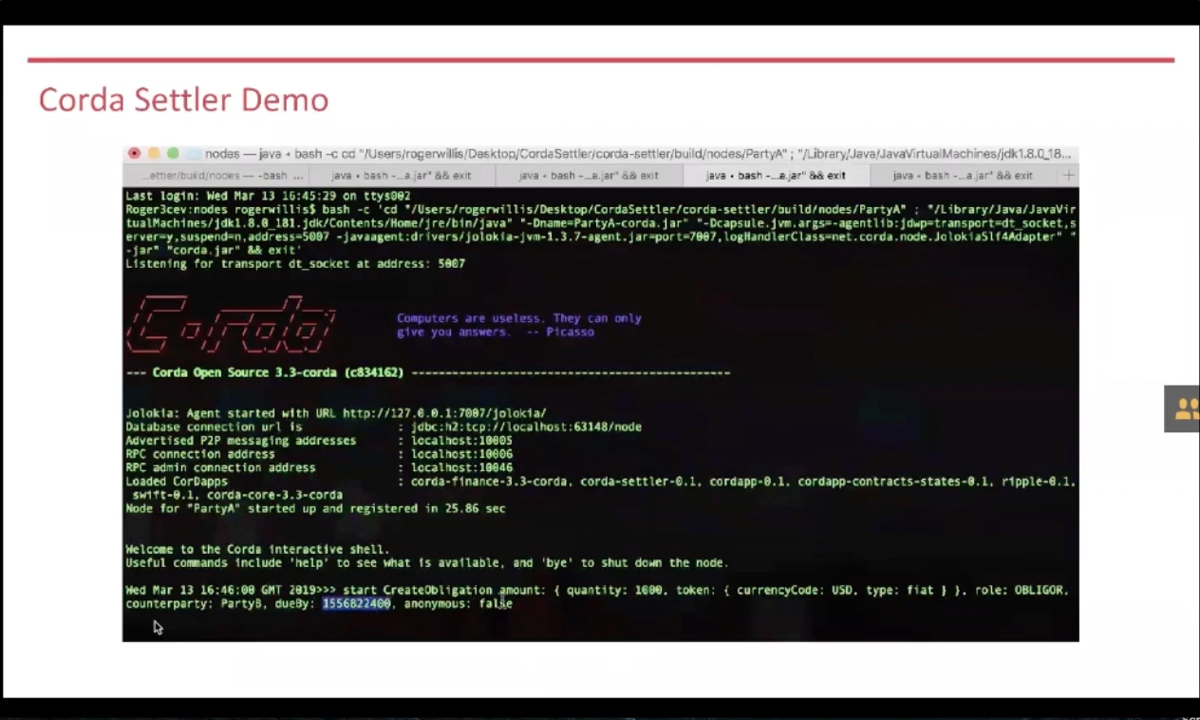 Corda Settler Demo
nodes — java ◂ bash -c cd "/Users/rogerwillis/Desktop/CordaSettler/corda-settler/build/nodes/PartyA" ; "/Library/Java/JavaVirtualMachines/jdk1.8.0_18...
...ettler/build/nodes — -bash ... java ◂ bash -...a.jar" && exit java ◂ bash -...a.jar" && exit java ◂ bash -...a.jar" && exit java ◂ bash -...a.jar" && exit +
Last login: Wed Mar 13 16:45:29 on ttys002
Roger3cev:nodes rogerwillis$ bash -c 'cd "/Users/rogerwillis/Desktop/CordaSettler/corda-settler/build/nodes/PartyA" ; "/Library/Java/JavaVir
tualMachines/jdk1.8.0_181.jdk/Contents/Home/jre/bin/java" "-Dname=PartyA-corda.jar" "-Dcapsule.jvm.args=-agentlib:jdwp=transport=dt_socket,s
erver=y,suspend=n,address=5007 -javaagent:drivers/jolokia-jvm-1.3.7-agent.jar=port=7007,logHandlerClass=net.corda.node.JolokiaSlf4Adapter" "
-jar" "corda.jar" && exit'
Listening for transport dt_socket at address: 5007
Corda
Computers are useless. They can only
give you answers. -- Picasso
--- Corda Open Source 3.3-corda (c834162) -----------------------------------------------
Jolokia: Agent started with URL http://127.0.0.1:7007/jolokia/
Database connection url is : jdbc:h2:tcp://localhost:63148/node
Advertised P2P messaging addresses : localhost:10005
RPC connection address : localhost:10006
RPC admin connection address : localhost:10046
Loaded CorDapps : corda-finance-3.3-corda, corda-settler-0.1, cordapp-0.1, cordapp-contracts-states-0.1, ripple-0.1,
swift-0.1, corda-core-3.3-corda
Node for "PartyA" started up and registered in 25.86 sec
Welcome to the Corda interactive shell.
Useful commands include 'help' to see what is available, and 'bye' to shut down the node.
Wed Mar 13 16:46:00 GMT 2019>>> start CreateObligation amount: { quantity: 1000, token: { currencyCode: USD, type: fiat } }, role: OBLIGOR,
counterparty: PartyB, dueBy: 1556822400, anonymous: false